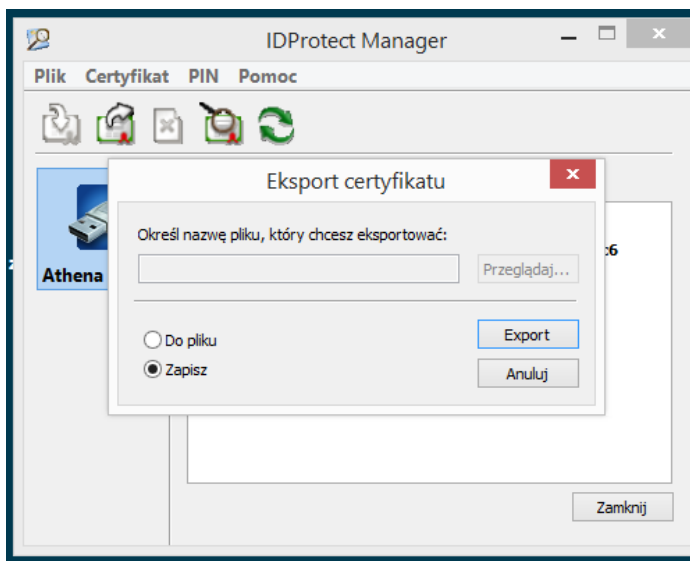 IDProtect Manager
Plik Certyfikat PIN Pomoc
Eksport certyfikatu
Określ nazwę pliku, który chcesz eksportować:
Przeglądaj...
:6
Athena
Do pliku
Export
Zapisz
Anuluj
Zamknij